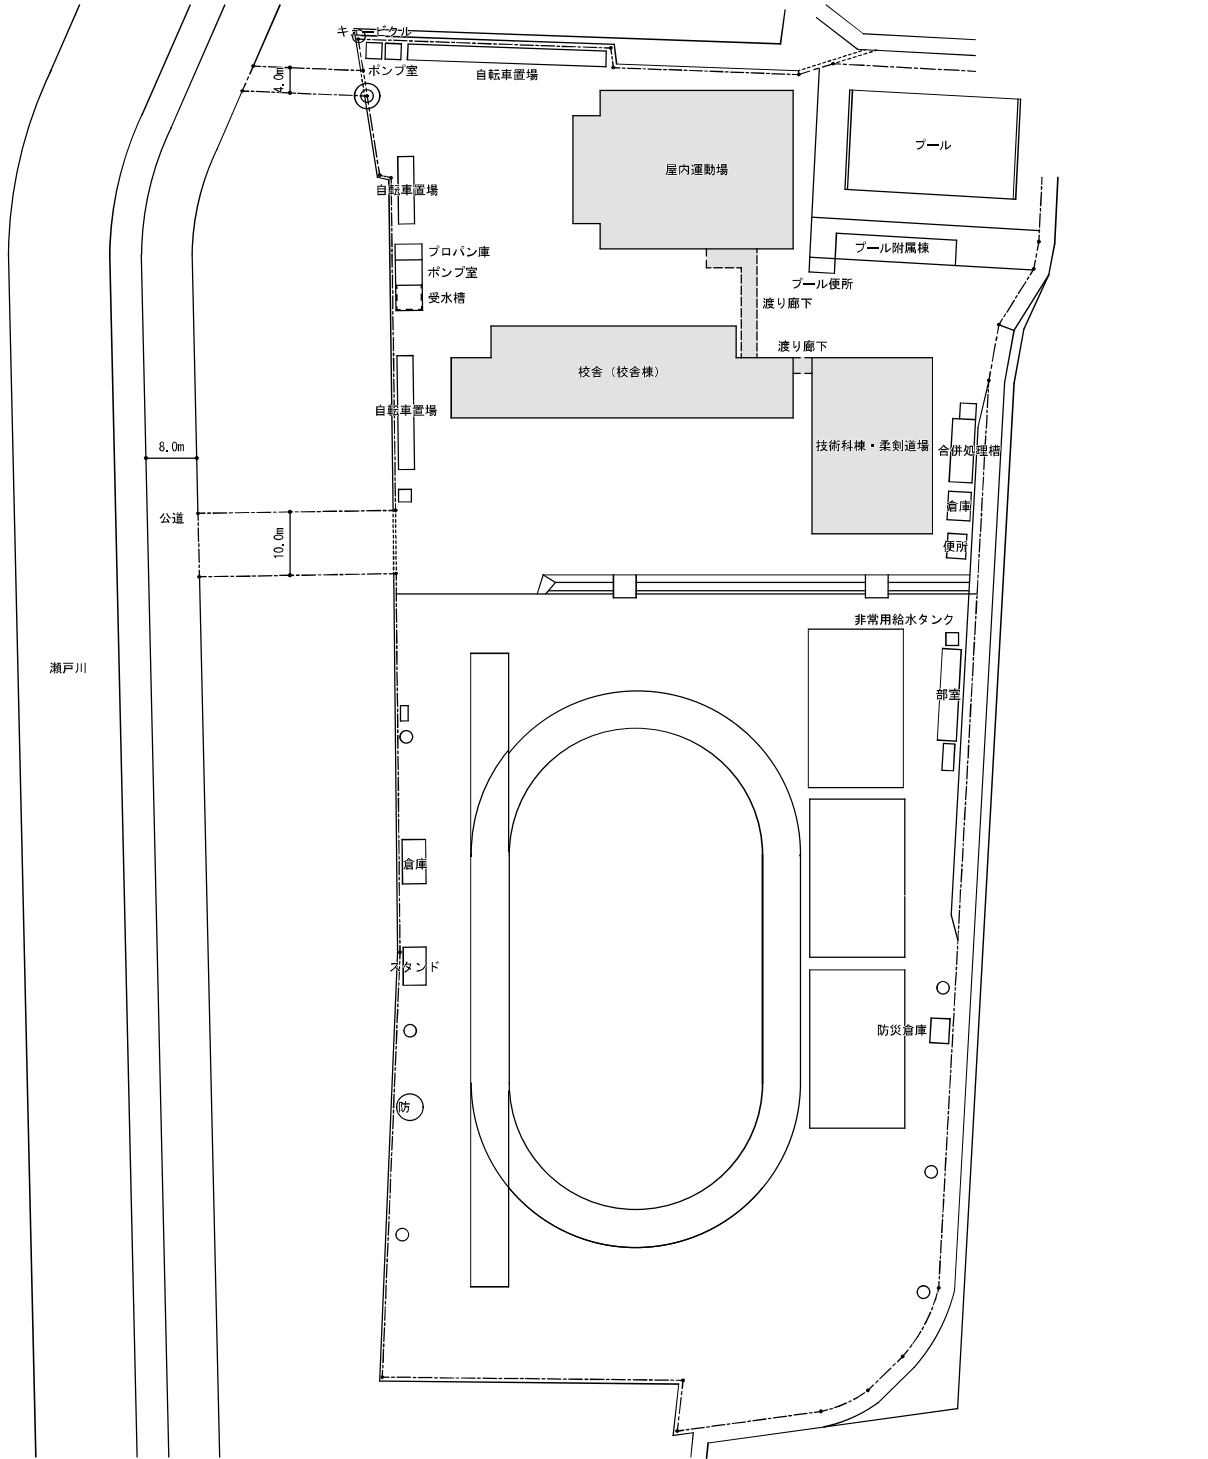 キュービクル
ポンプ室
自転車置場
4.0m
プール
屋内運動場
自転車置場
プロパン庫
ポンプ室
受水槽
プール附属棟
プール便所
渡り廊下
渡り廊下
校舎（校舎棟）
自転車置場
技術科棟・柔剣道場
合併処理槽
8.0m
倉庫
公道
10.0m
便所
非常用給水タンク
瀬戸川
部室
倉庫
スタンド
防災倉庫
防